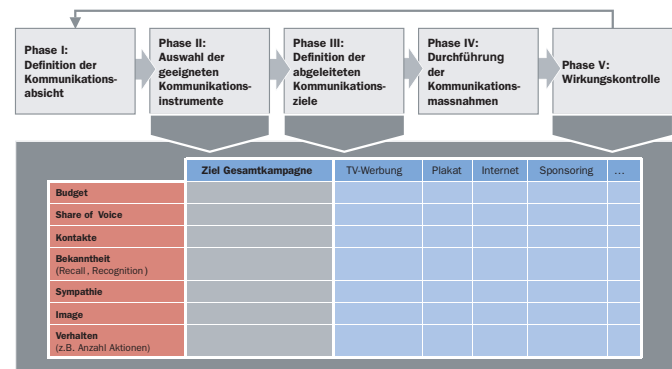 Phase I:
Definition der
Kommunikations-
absicht
Phase II:
Auswahl der
geeigneten
Kommunikations-
instrumente
Phase III:
Definition der
abgeleiteten
Kommunikations-
ziele
Phase IV:
Durchführung
der
Kommunikations-
massnahmen
Phase V:
Wirkungskontrolle
Ziel Gesamtkampagne TV-Werbung Plakat Internet Sponsoring ...
Budget
Share of Voice
Kontakte
Bekanntheit
(Recall, Recognition)
Sympathie
Image
Verhalten
(z.B. Anzahl Aktionen)